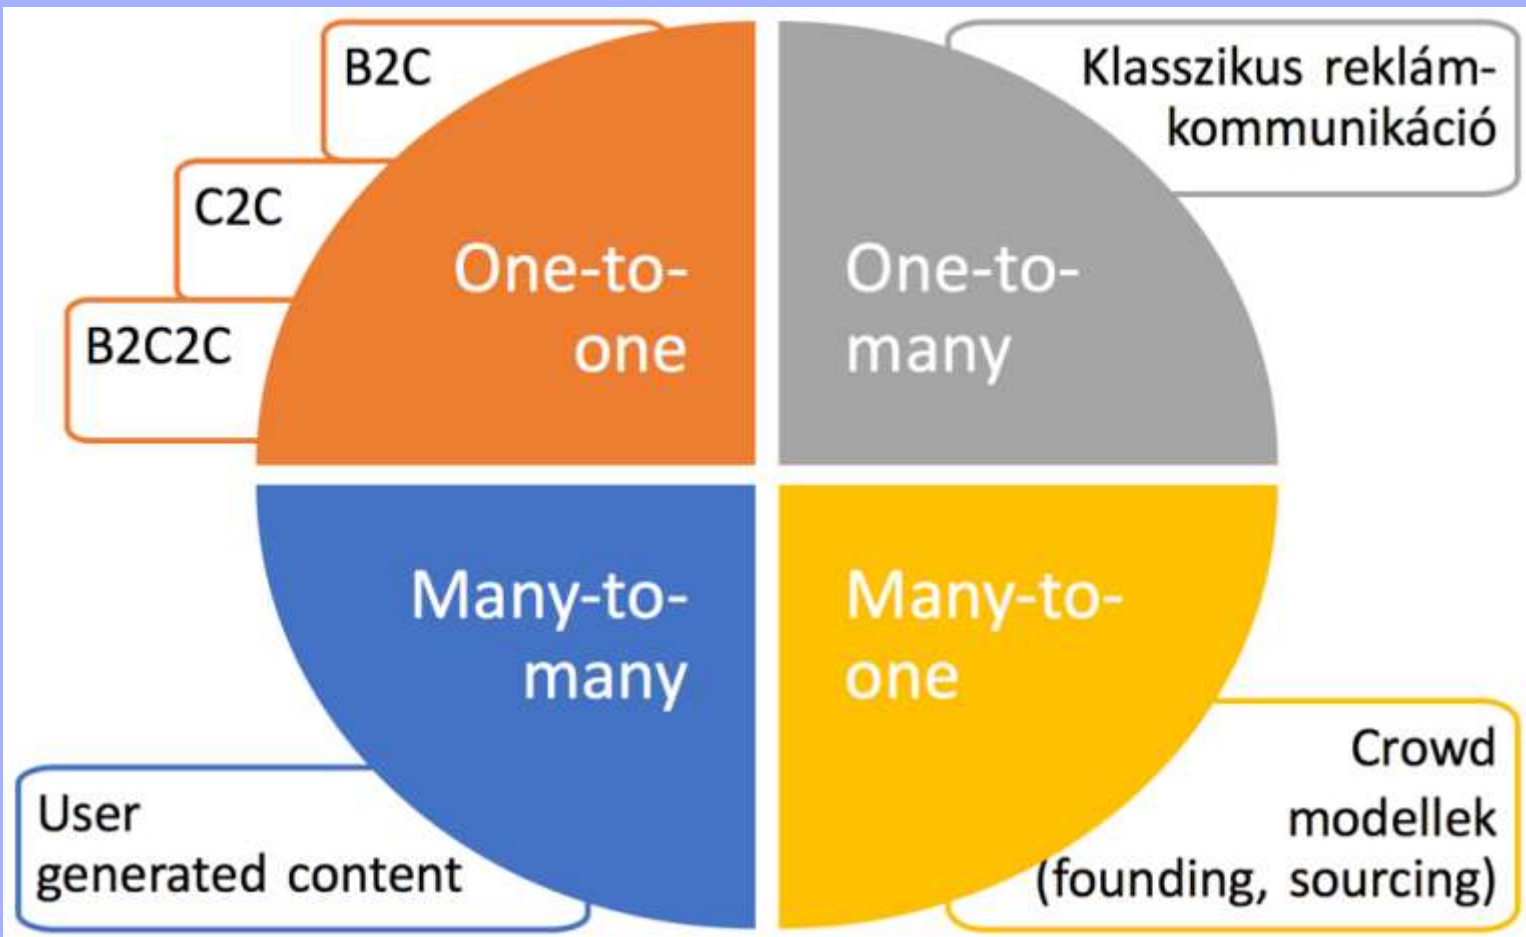 B2C
C2C
B2C2C
One-to-
one
One-to-
many
Klasszikus reklám-
kommunikáció
Many-to-
many
User
generated content
Many-to-
one
Crowd
modellek
(founding, sourcing)